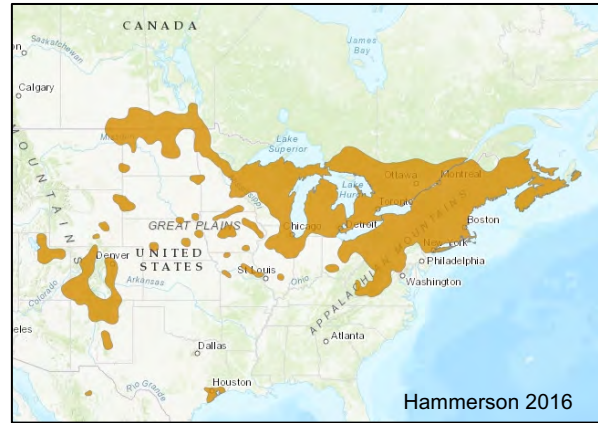 CANADA
Saskatchewan
James
Bay
Calgary
Lake
Superior
Ottawa
Montréal
Lake
Huron
Toronto
MOUNTAINS
GREAT PLAINS
Chicago
Detroit
Boston
New York
Denver
UNITED
STATES
St Louis
Ohio
Philadelphia
Washington
APPALACHIAN MOUNTAINS
Colorado
Arkansas
Atlanta
Dallas
Rio Grande
Houston
Hammerson 2016